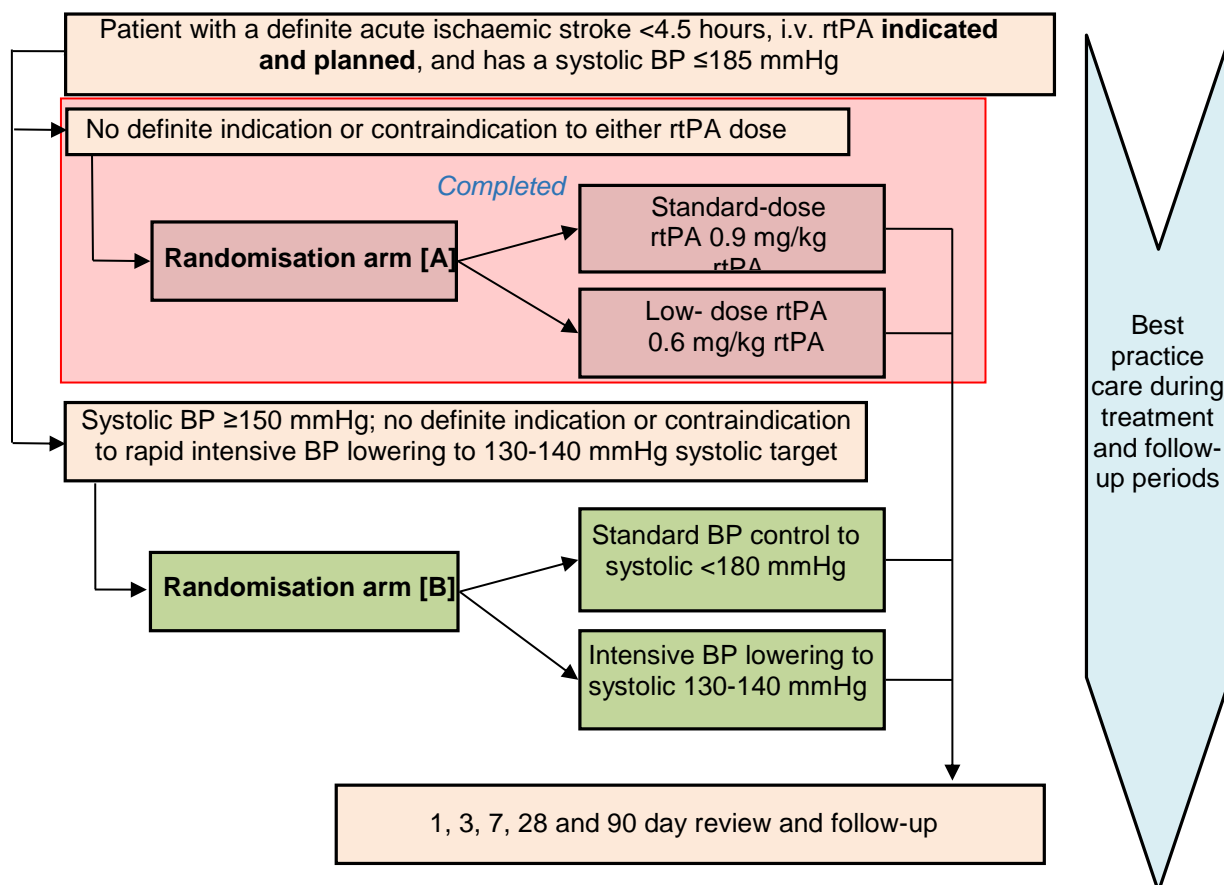 Patient with a definite acute ischaemic stroke <4.5 hours, i.v. rtPA indicated
and planned, and has a systolic BP ≤185 mmHg
No definite indication or contraindication to either rtPA dose
Completed
Randomisation arm [A]
Standard-dose
rtPA 0.9 mg/kg
rtPA
Low- dose rtPA
0.6 mg/kg rtPA
Systolic BP ≥150 mmHg; no definite indication or contraindication
to rapid intensive BP lowering to 130-140 mmHg systolic target
Randomisation arm [B]
Standard BP control to
systolic <180 mmHg
Intensive BP lowering to
systolic 130-140 mmHg
1, 3, 7, 28 and 90 day review and follow-up
Best
practice
care during
treatment
and follow-
up periods